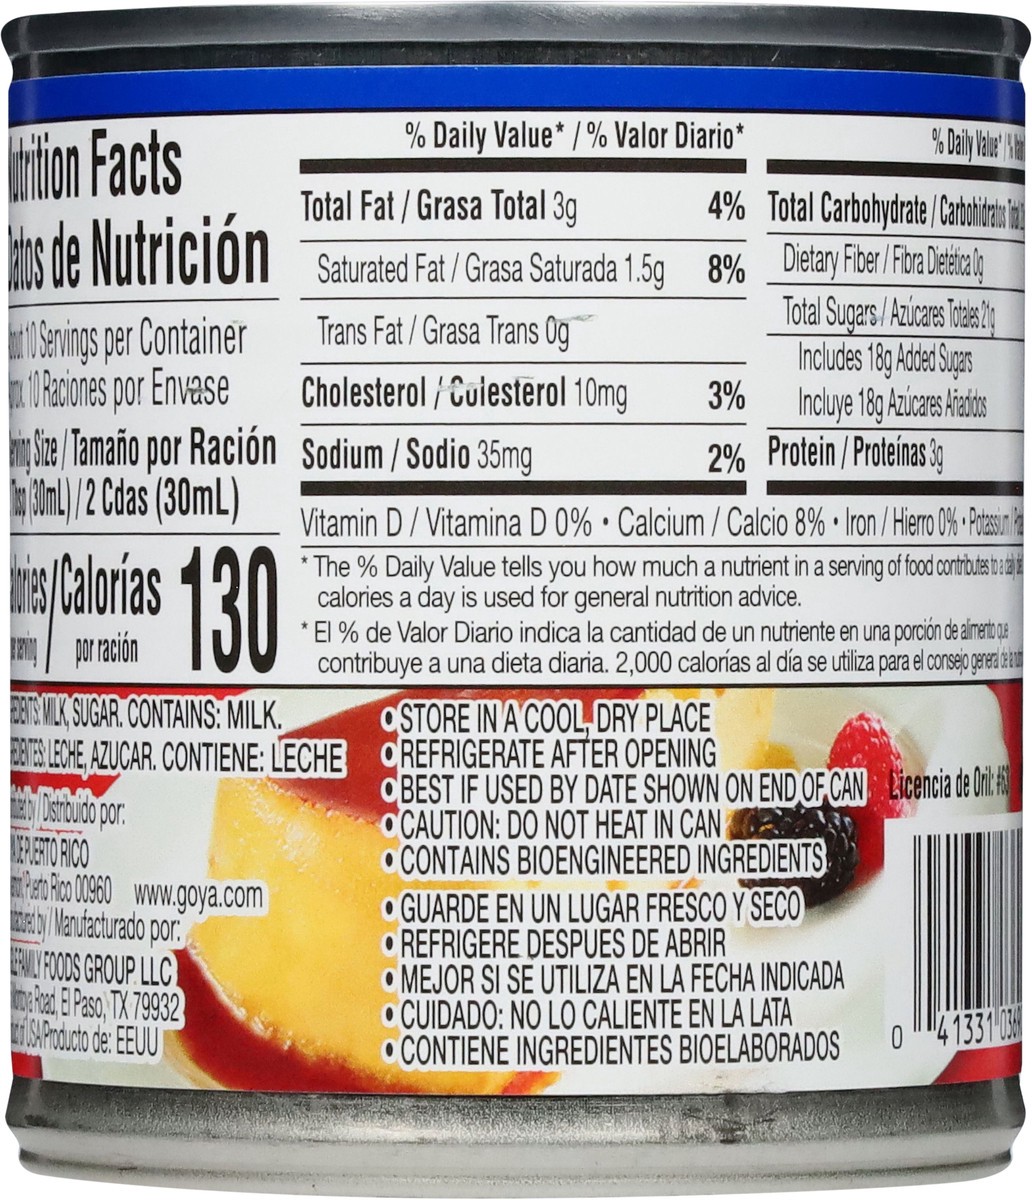 Facts
de Nutrición
10 Servings per Container
10 Raciones por Envase
Size / Tamaño por Ración
(30mL) / 2 Cdas (30mL)
/Calorías 130
por ración
% Daily Value* / % Valor Diario*
Total Fat / Grasa Total 3g 4%
Saturated Fat / Grasa Saturada 1.5g 8%
Trans Fat / Grasa Trans 0g
Cholesterol / Colesterol 10mg 3%
Sodium / Sodio 35mg 2%
% Daily Value* / %
Total Carbohydrate / Carbohidratos
Dietary Fiber / Fibra Dietética 0g
Total Sugars / Azúcares Totales 21g
Includes 18g Added Sugars
Incluye 18g Azúcares Añadidos
Protein / Proteínas 3g
Vitamin D / Vitamina D 0% • Calcium / Calcio 8% • Iron / Hierro 0% • Potassium /
* The % Daily Value tells you how much a nutrient in a serving of food contributes to a daily
calories a day is used for general nutrition advice.
* El % de Valor Diario indica la cantidad de un nutriente en una porción de alimento que
contribuye a una dieta diaria. 2,000 calorías al día se utiliza para el consejo general de la
MILK, SUGAR. CONTAINS: MILK.
LECHE, AZUCAR. CONTIENE: LECHE
by / Distribuido por:
DE PUERTO RICO
Puerto Rico 00960 www.goya.com
by / Manufacturado por:
FAMILY FOODS GROUP, LLC
Road, El Paso, TX 79932
of USA/Producto de: EEUU
• STORE IN A COOL, DRY PLACE
• REFRIGERATE AFTER OPENING
• BEST IF USED BY DATE SHOWN ON END OF CAN
• CAUTION: DO NOT HEAT IN CAN
• CONTAINS BIOENGINEERED INGREDIENTS
• GUARDE EN UN LUGAR FRESCO Y SECO
• REFRIGERE DESPUES DE ABRIR
• MEJOR SI SE UTILIZA EN LA FECHA INDICADA
• CUIDADO: NO LO CALIENTE EN LA LATA
• CONTIENE INGREDIENTES BIOELABORADOS
Licencia de Oril: #63
0 41331 036